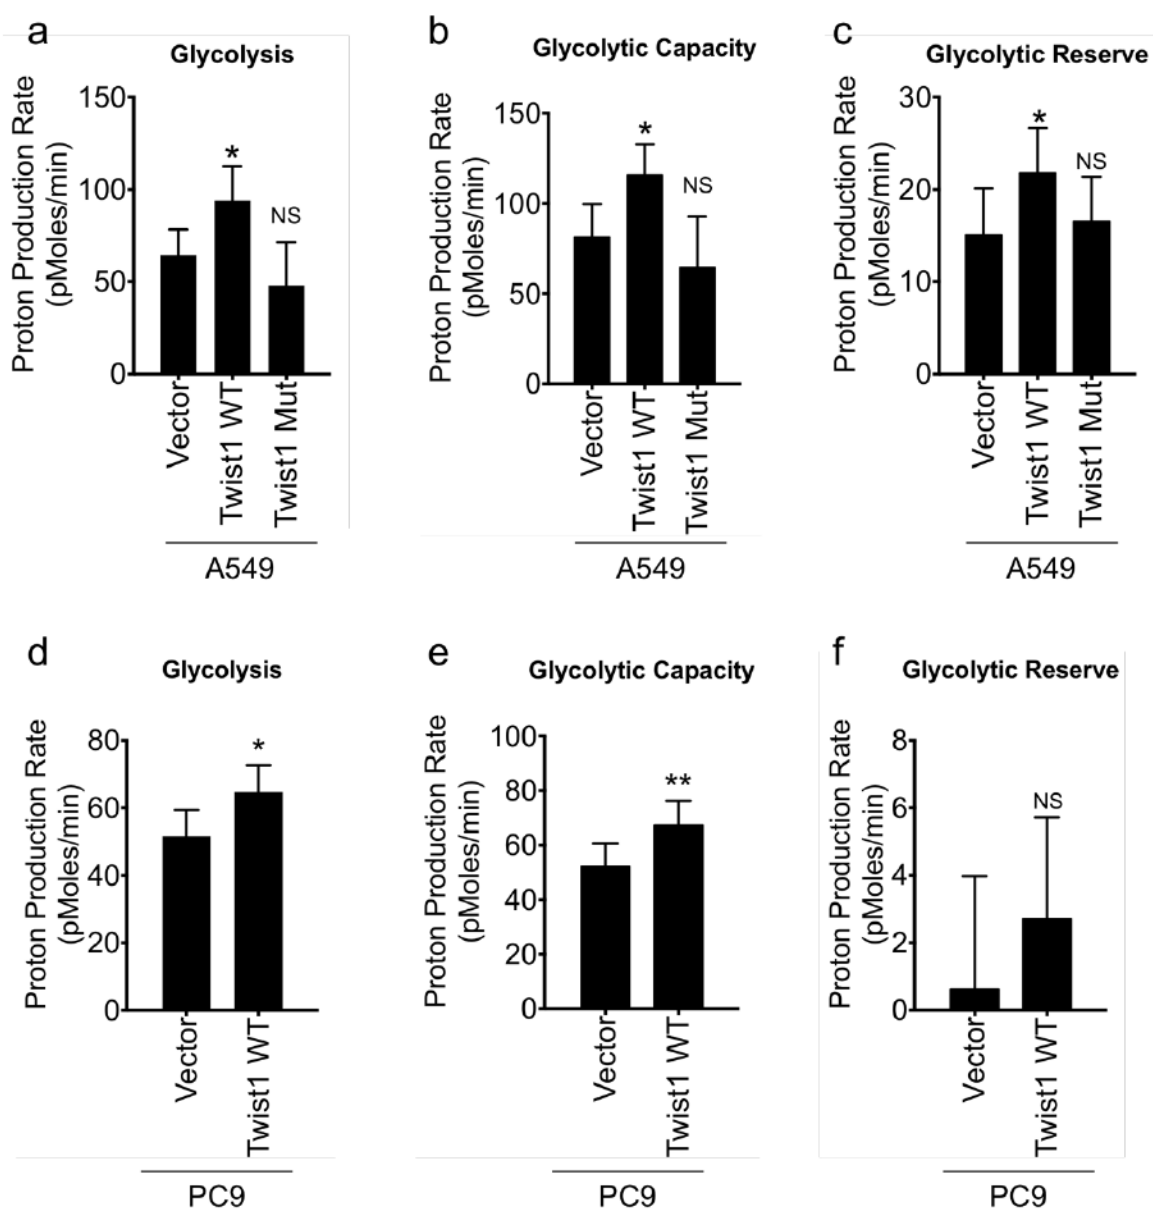 a
Glycolysis
Proton Production Rate
(pMoles/min)
150
100
50
0
*
NS
Vector
Twist1 WT
Twist1 Mut
A549
b
Glycolytic Capacity
Proton Production Rate
(pMoles/min)
150
100
50
0
*
NS
Vector
Twist1 WT
Twist1 Mut
A549
c
Glycolytic Reserve
Proton Production Rate
(pMoles/min)
30
20
10
0
*
NS
Vector
Twist1 WT
Twist1 Mut
A549
d
Glycolysis
Proton Production Rate
(pMoles/min)
80
60
40
20
0
*
Vector
Twist1 WT
PC9
e
Glycolytic Capacity
Proton Production Rate
(pMoles/min)
100
80
60
40
20
0
**
Vector
Twist1 WT
PC9
f
Glycolytic Reserve
Proton Production Rate
(pMoles/min)
8
6
4
2
0
NS
Vector
Twist1 WT
PC9